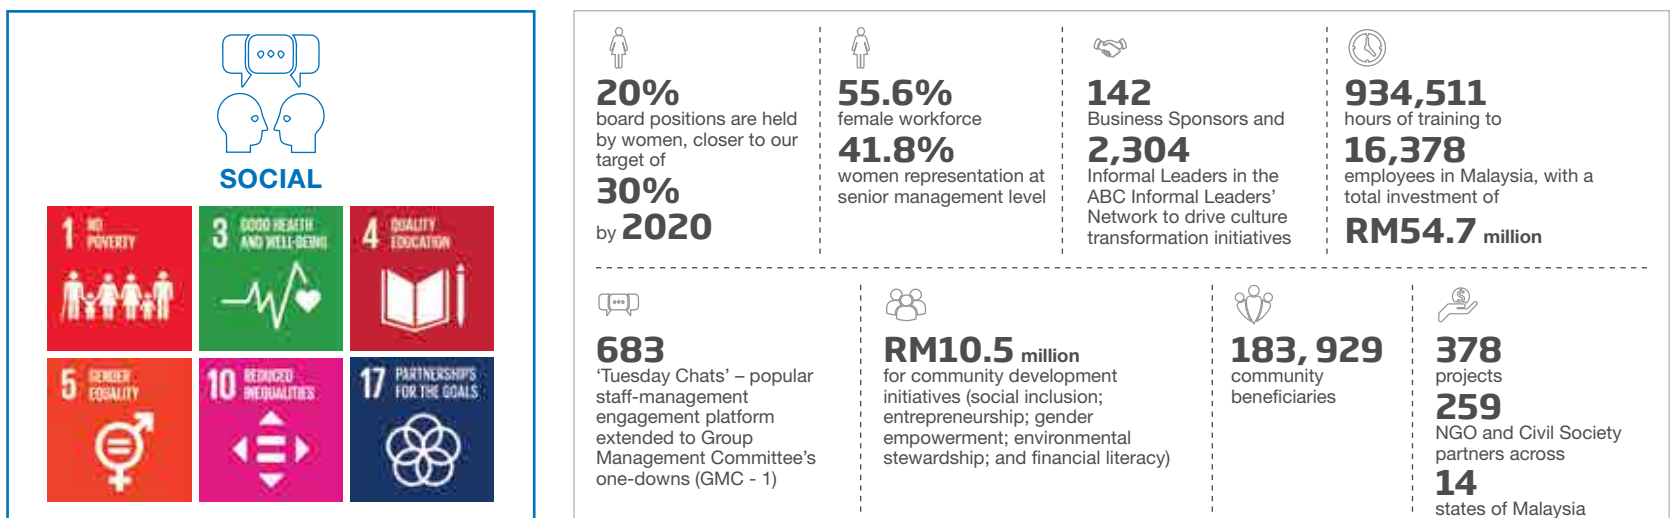 SOCIAL
1 NO
POVERTY
3 GOOD HEALTH
AND WELL-BEING
4 QUALITY
EDUCATION
5 GENDER
EQUALITY
10 REDUCED
INEQUALITIES
17 PARTNERSHIPS
FOR THE GOALS
20%
board positions are held
by women, closer to our
target of
30%
by 2020
55.6%
female workforce
41.8%
women representation at
senior management level
142
Business Sponsors and
2,304
Informal Leaders in the
ABC Informal Leaders’
Network to drive culture
transformation initiatives
934,511
hours of training to
16,378
employees in Malaysia, with a
total investment of
RM54.7 million
683
‘Tuesday Chats’ – popular
staff-management
engagement platform
extended to Group
Management Committee’s
one-downs (GMC - 1)
RM10.5 million
for community development
initiatives (social inclusion;
entrepreneurship; gender
empowerment; environmental
stewardship; and financial literacy)
183, 929
community
beneficiaries
378
projects
259
NGO and Civil Society
partners across
14
states of Malaysia